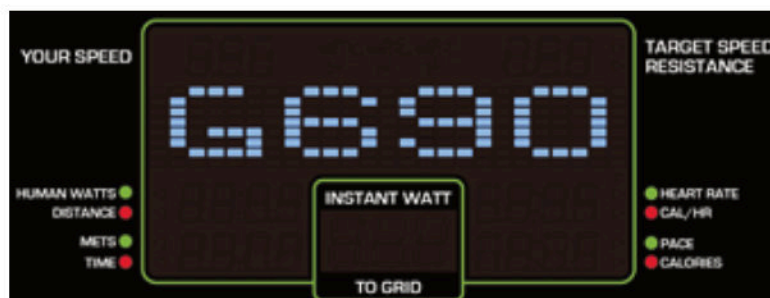 YOUR SPEED
TARGET SPEED
RESISTANCE
G690
HUMAN WATTS
DISTANCE
METS
TIME
INSTANT WATT
TO GRID
HEART RATE
CAL/HR
PACE
CALORIES